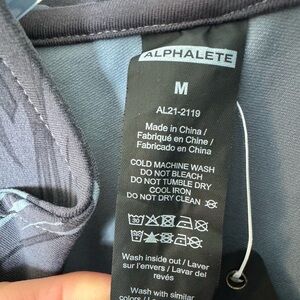 ALPHALETE
M
AL21-2119
Made in China /
Fabriqué en Chine /
Fabricado en China
COLD MACHINE WASH
DO NOT BLEACH
DO NOT TUMBLE DRY
COOL IRON
DO NOT DRY CLEAN
30
Wash inside out / Laver
sur l'envers / Lavar del
revés
Wash with similar
colors / L